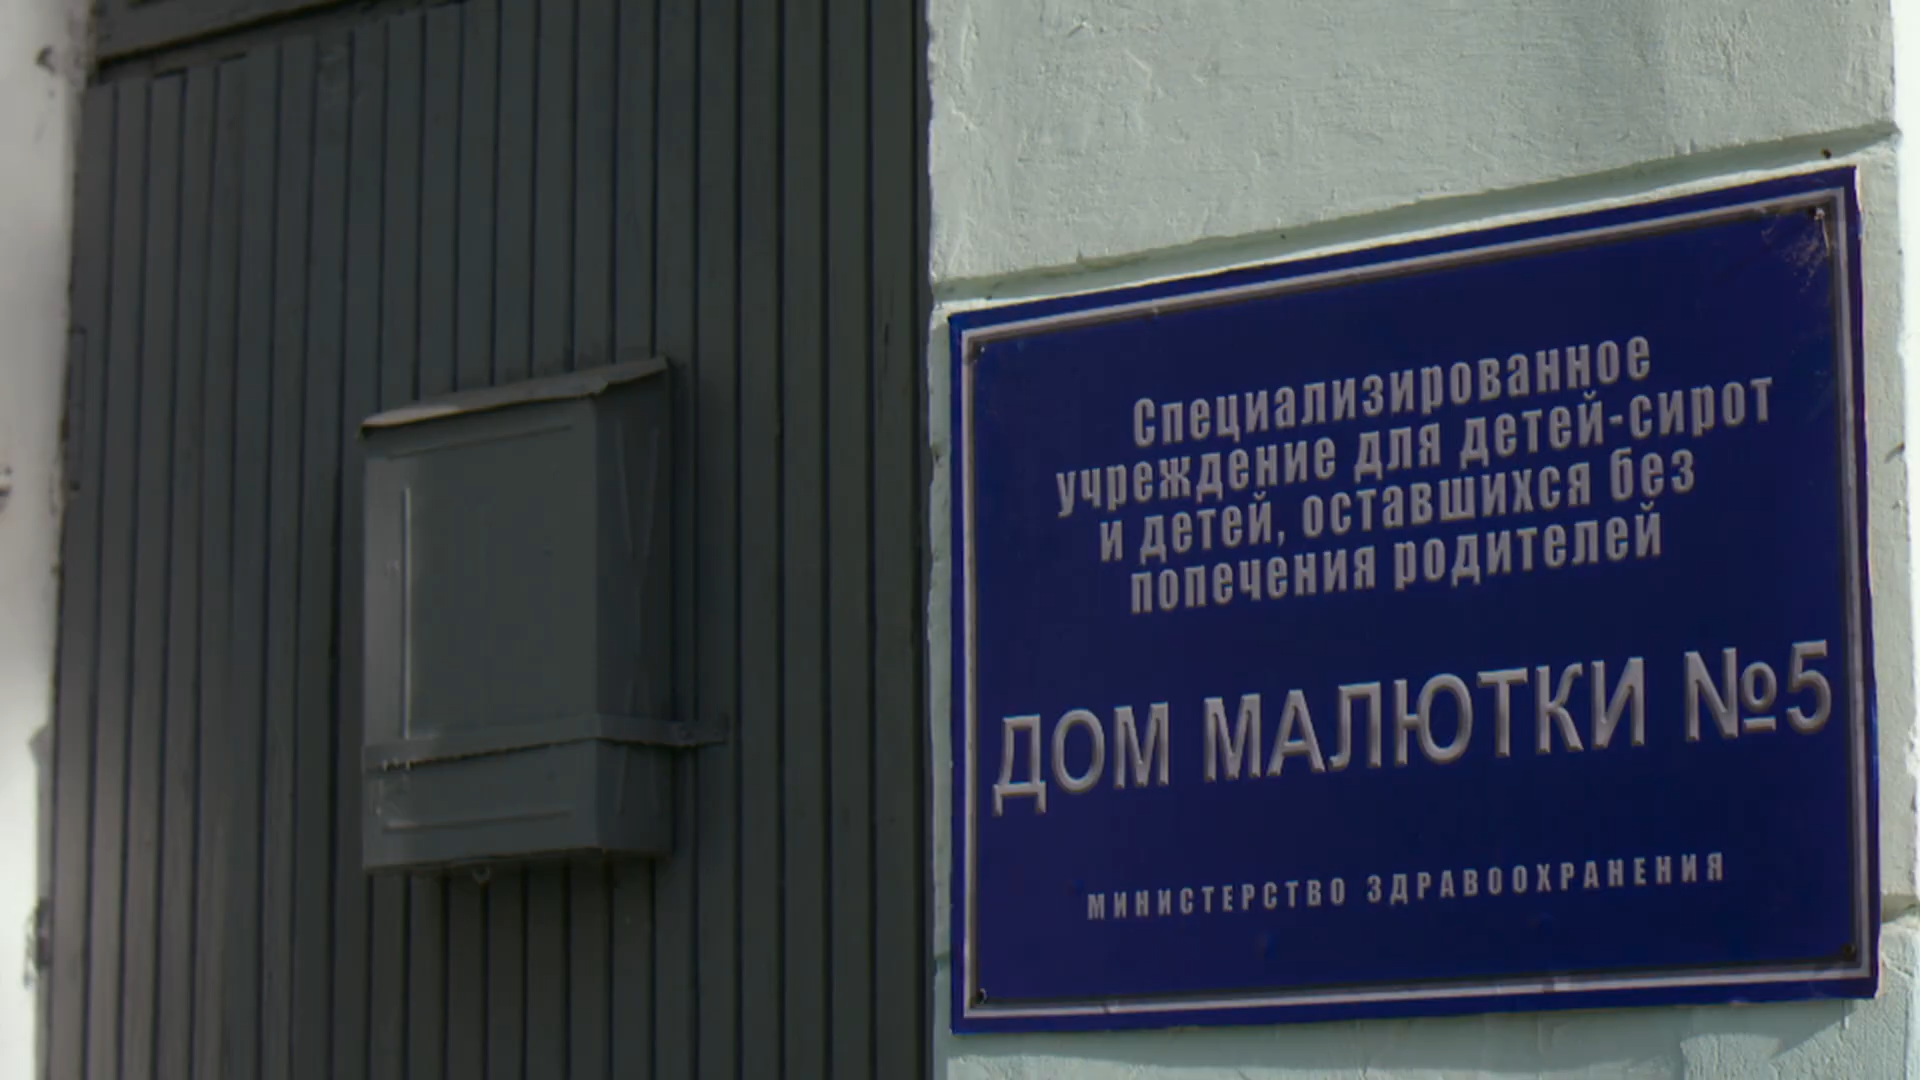 Специализированное
учреждение для детей-сирот
и детей, оставшихся без
попечения родителей
ДОМ МАЛЮТКИ №5
МИНИСТЕРСТВО ЗДРАВООХРАНЕНИЯ